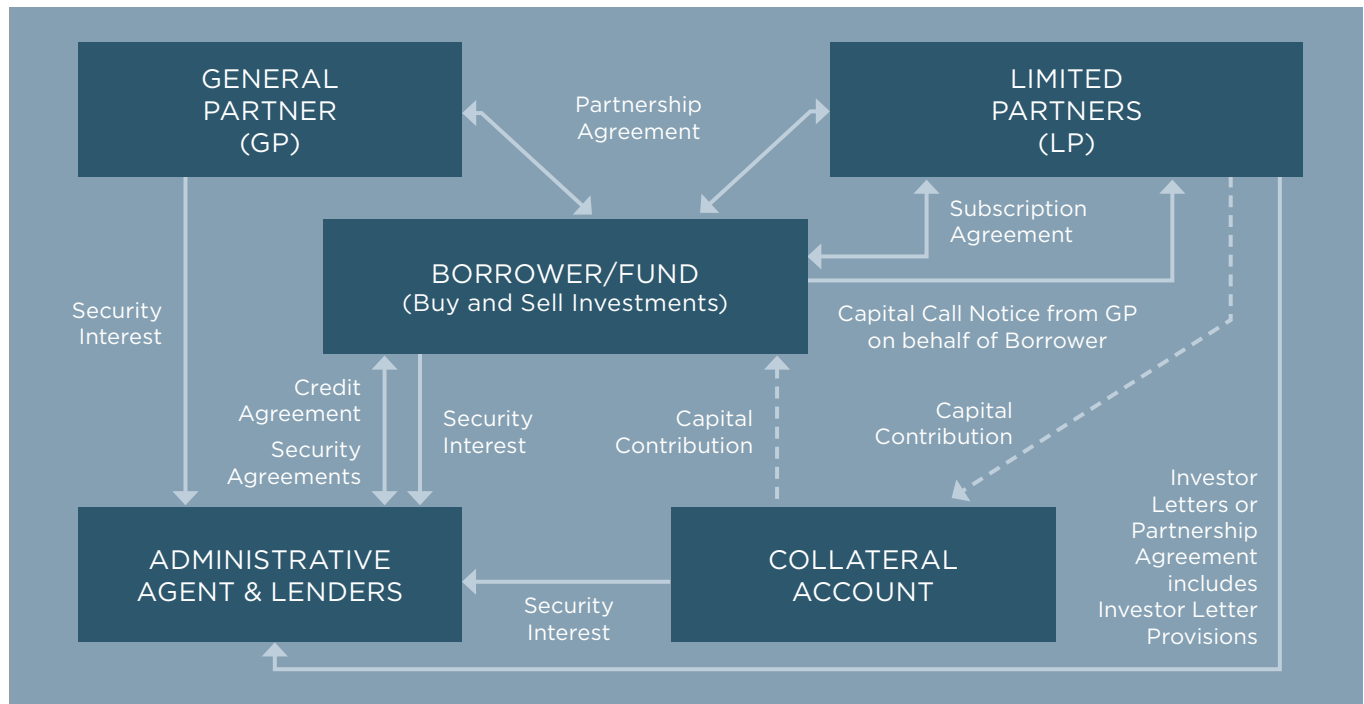 GENERAL
PARTNER
(GP)
Partnership
Agreement
LIMITED
PARTNERS
(LP)
Subscription
Agreement
BORROWER/FUND
(Buy and Sell Investments)
Security
Interest
Capital Call Notice from GP
on behalf of Borrower
Credit
Agreement
Security
Agreements
Security
Interest
Capital
Contribution
Capital
Contribution
Investor
Letters or
Partnership
Agreement
includes
Investor Letter
Provisions
ADMINISTRATIVE
AGENT & LENDERS
Security
Interest
COLLATERAL
ACCOUNT